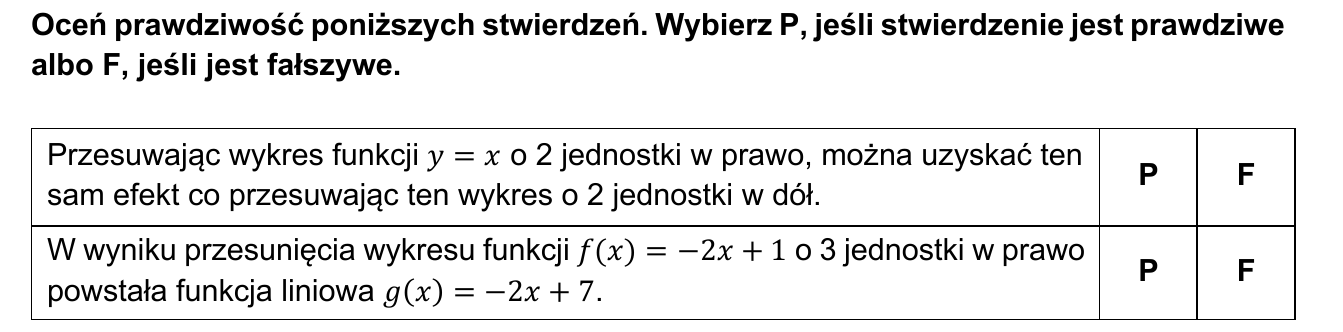 Oceń prawdziwość poniższych stwierdzeń. Wybierz P, jeśli stwierdzenie jest prawdziwe
albo F, jeśli jest fałszywe.
Przesuwając wykres funkcji y = x o 2 jednostki w prawo, można uzyskać ten
sam efekt co przesuwając ten wykres o 2 jednostki w dół.
P F
W wyniku przesunięcia wykresu funkcji f(x) = −2x + 1 o 3 jednostki w prawo
powstała funkcja liniowa g(x) = −2x + 7.
P F